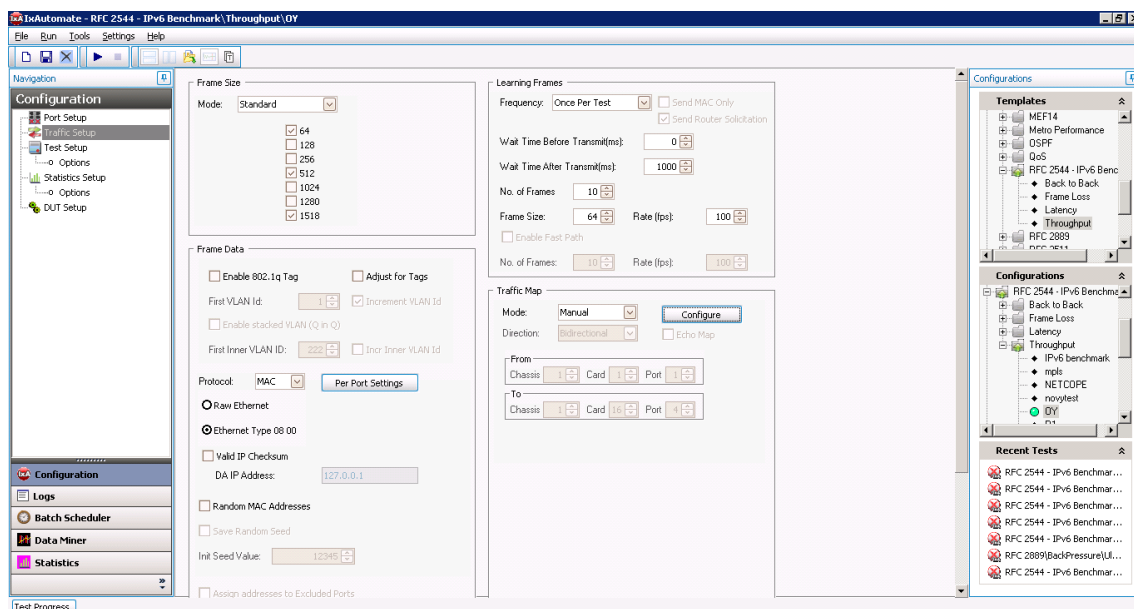 IxAutomate - RFC 2544 - IPv6 Benchmark\Throughput\OY
File Run Tools Settings Help
Navigation
Configuration
Port Setup
Traffic Setup
Test Setup
Options
Statistics Setup
Options
DUT Setup
Configuration
Logs
Batch Scheduler
Data Miner
Statistics
Test Progress
Frame Size
Mode: Standard
64
128
256
512
1024
1280
1518
Frame Data
Enable 802.1q Tag Adjust for Tags
First VLAN Id: 1 Increment VLAN Id
Enable stacked VLAN (Q in Q)
First Inner VLAN ID: 222 Incr Inner VLAN Id
Protocol: MAC Per Port Settings
Raw Ethernet
Ethernet Type 08 00
Valid IP Checksum
DA IP Address: 127.0.0.1
Random MAC Addresses
Save Random Seed
Init Seed Value: 12345
Assign addresses to Excluded Ports
Learning Frames
Frequency: Once Per Test Send MAC Only
Send Router Solicitation
Wait Time Before Transmit(ms): 0
Wait Time After Transmit(ms): 1000
No. of Frames 10
Frame Size: 64 Rate (fps): 100
Enable Fast Path
No. of Frames: 10 Rate (fps): 100
Traffic Map
Mode: Manual Configure
Direction: Bidirectional Echo Map
From
Chassis 1 Card 1 Port 1
To
Chassis 1 Card 16 Port 4
Configurations
Templates
MEF14
Metro Performance
OSPF
QoS
RFC 2544 - IPv6 Benc
Back to Back
Frame Loss
Latency
Throughput
RFC 2889
RFC 3511
Configurations
RFC 2544 - IPv6 Benchma
Back to Back
Frame Loss
Latency
Throughput
IPv6 benchmark
mpls
NETCOPE
novytest
OY
Recent Tests
RFC 2544 - IPv6 Benchmar...
RFC 2544 - IPv6 Benchmar...
RFC 2544 - IPv6 Benchmar...
RFC 2544 - IPv6 Benchmar...
RFC 2544 - IPv6 Benchmar...
RFC 2889\BackPressure\Ul...
RFC 2544 - IPv6 Benchmar...